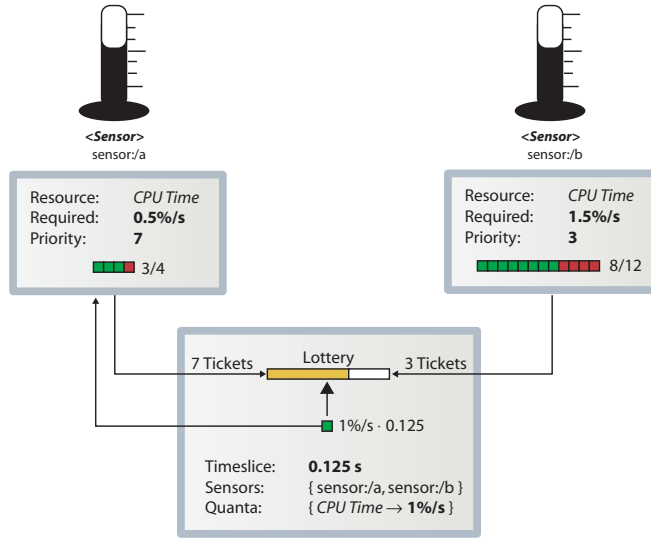 <Sensor>
sensor:/a
Resource: CPU Time
Required: 0.5%/s
Priority: 7
3/4
<Sensor>
sensor:/b
Resource: CPU Time
Required: 1.5%/s
Priority: 3
8/12
7 Tickets
Lottery
3 Tickets
1%/s · 0.125
Timeslice: 0.125 s
Sensors: { sensor:/a, sensor:/b }
Quanta: { CPU Time → 1%/s }